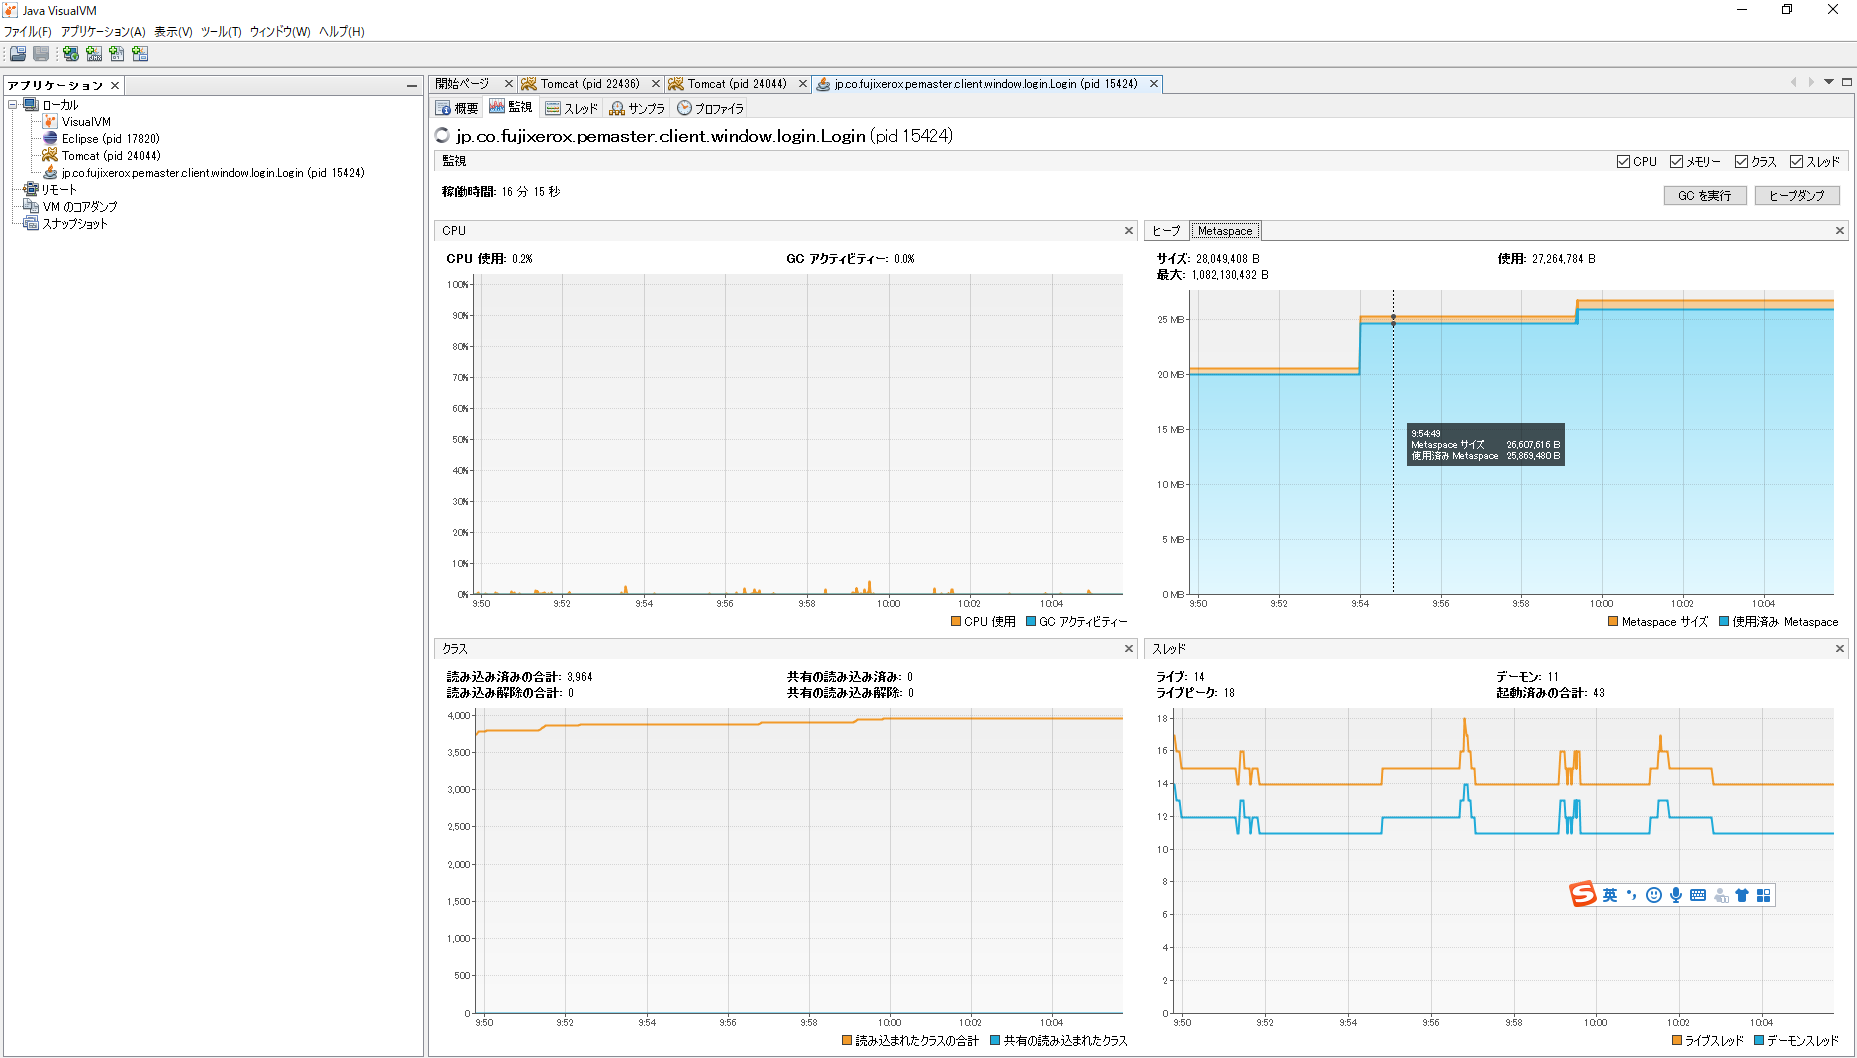 Java VisualVM
ファイル(F) アプリケーション(A) 表示(V) ツール(T) ウィンドウ(W) ヘルプ(H)
アプリケーション
ローカル
VisualVM
Eclipse (pid 17820)
Tomcat (pid 24044)
jp.co.fujixerox.pemaster.client.window.login.Login (pid 15424)
リモート
VM のコアダンプ
スナップショット
開始ページ Tomcat (pid 22436) Tomcat (pid 24044) jp.co.fujixerox.pemaster.client.window.login.Login (pid 15424)
概要 監視 スレッド サンプラ プロファイラ
jp.co.fujixerox.pemaster.client.window.login.Login (pid 15424)
監視 CPU メモリー クラス スレッド
稼働時間: 16 分 15 秒
GC を実行 ヒープダンプ
CPU
CPU 使用: 0.2% GC アクティビティー: 0.0%
100%
90%
80%
70%
60%
50%
40%
30%
20%
10%
0%
9:50 9:52 9:54 9:56 9:58 10:00 10:02 10:04
CPU 使用 GC アクティビティー
ヒープ Metaspace
サイズ: 28,049,408 B 使用: 27,264,784 B
最大: 1,082,130,432 B
25 MB
20 MB
15 MB
10 MB
5 MB
0 MB
9:54:49
Metaspace サイズ 26,607,616 B
使用済み Metaspace 25,869,480 B
9:50 9:52 9:54 9:56 9:58 10:00 10:02 10:04
Metaspace サイズ 使用済み Metaspace
クラス
読み込み済みの合計: 3,964 共有の読み込み済み: 0
読み込み解除の合計: 0 共有の読み込み解除: 0
4,000
3,500
3,000
2,500
2,000
1,500
1,000
500
0
9:50 9:52 9:54 9:56 9:58 10:00 10:02 10:04
読み込まれたクラスの合計 共有の読み込まれたクラス
スレッド
ライブ: 14 デーモン: 11
ライブピーク: 18 起動済みの合計: 43
18
16
14
12
10
8
6
4
2
0
9:50 9:52 9:54 9:56 9:58 10:00 10:02 10:04
ライブスレッド デーモンスレッド
S 英